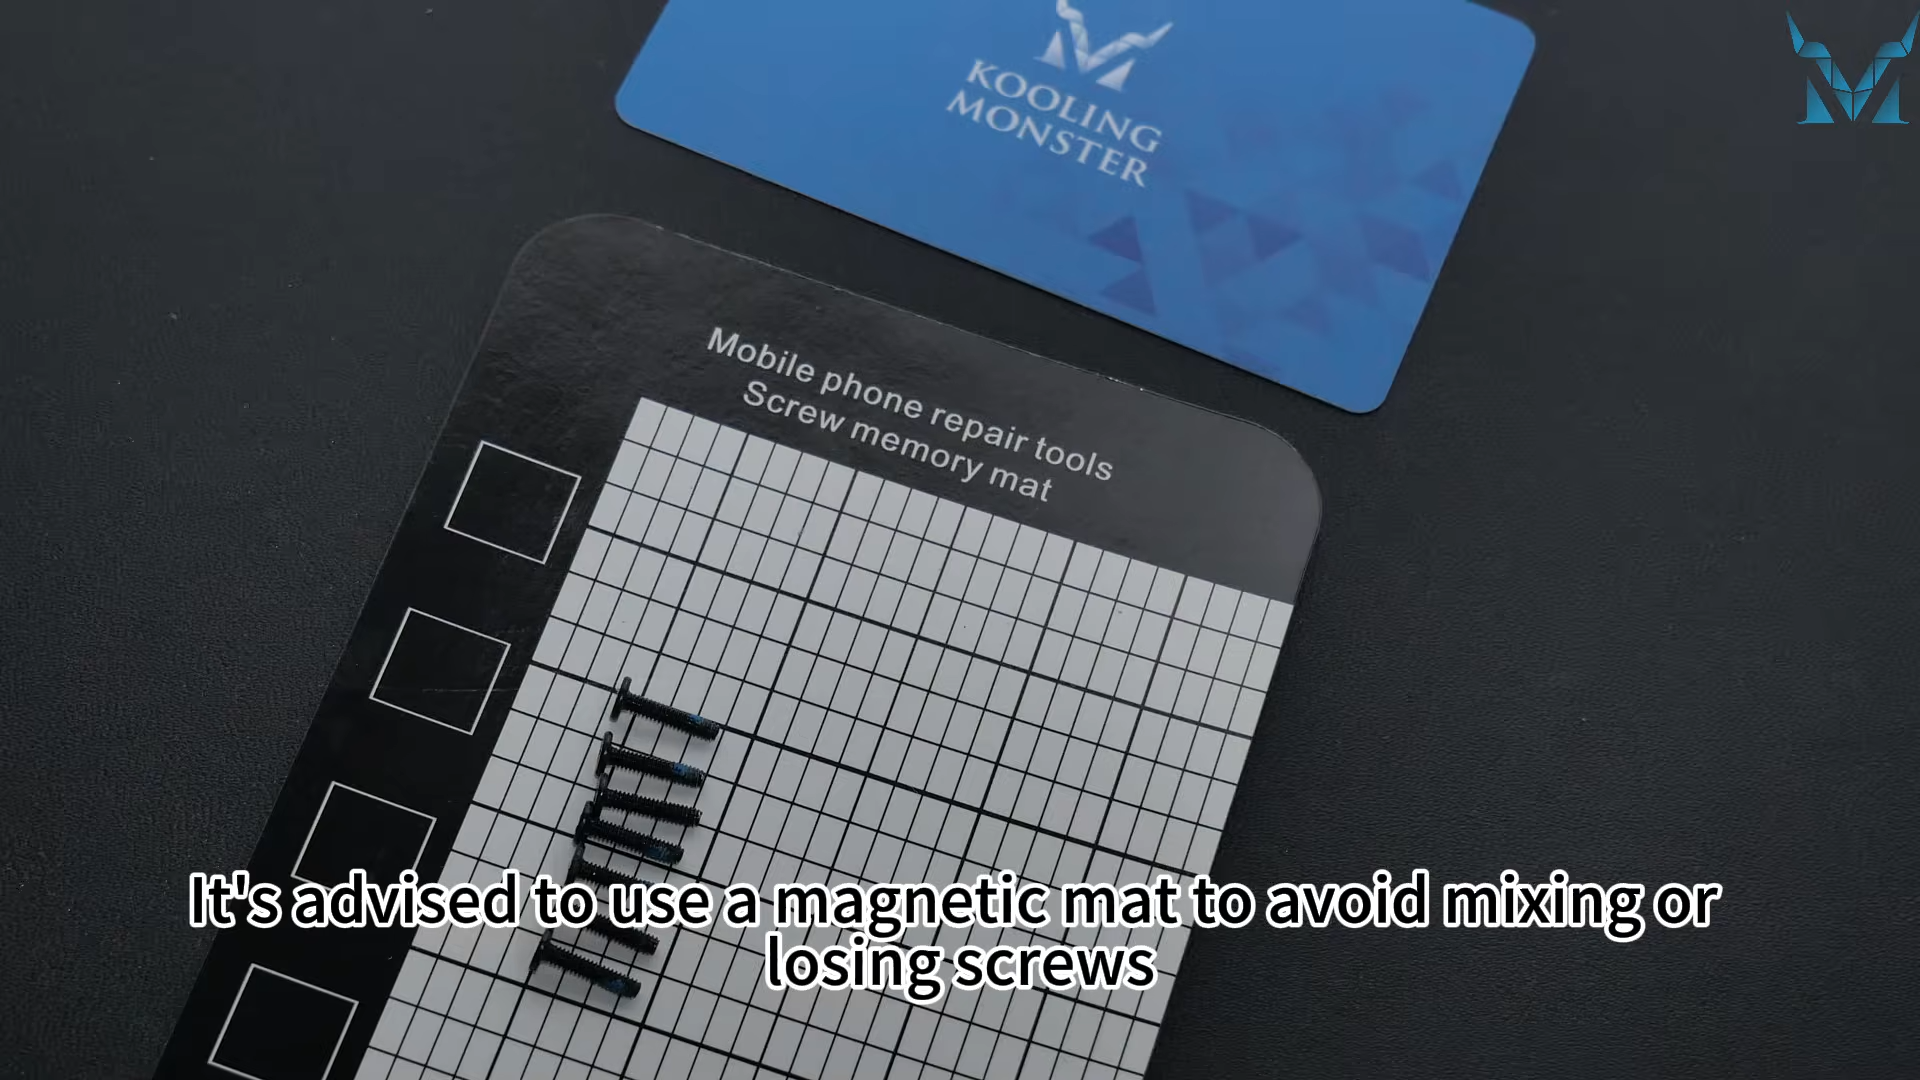 KOOLING
MONSTER
Mobile phone repair tools
Screw memory mat
It's advised to use a magnetic mat to avoid mixing or
losing screws